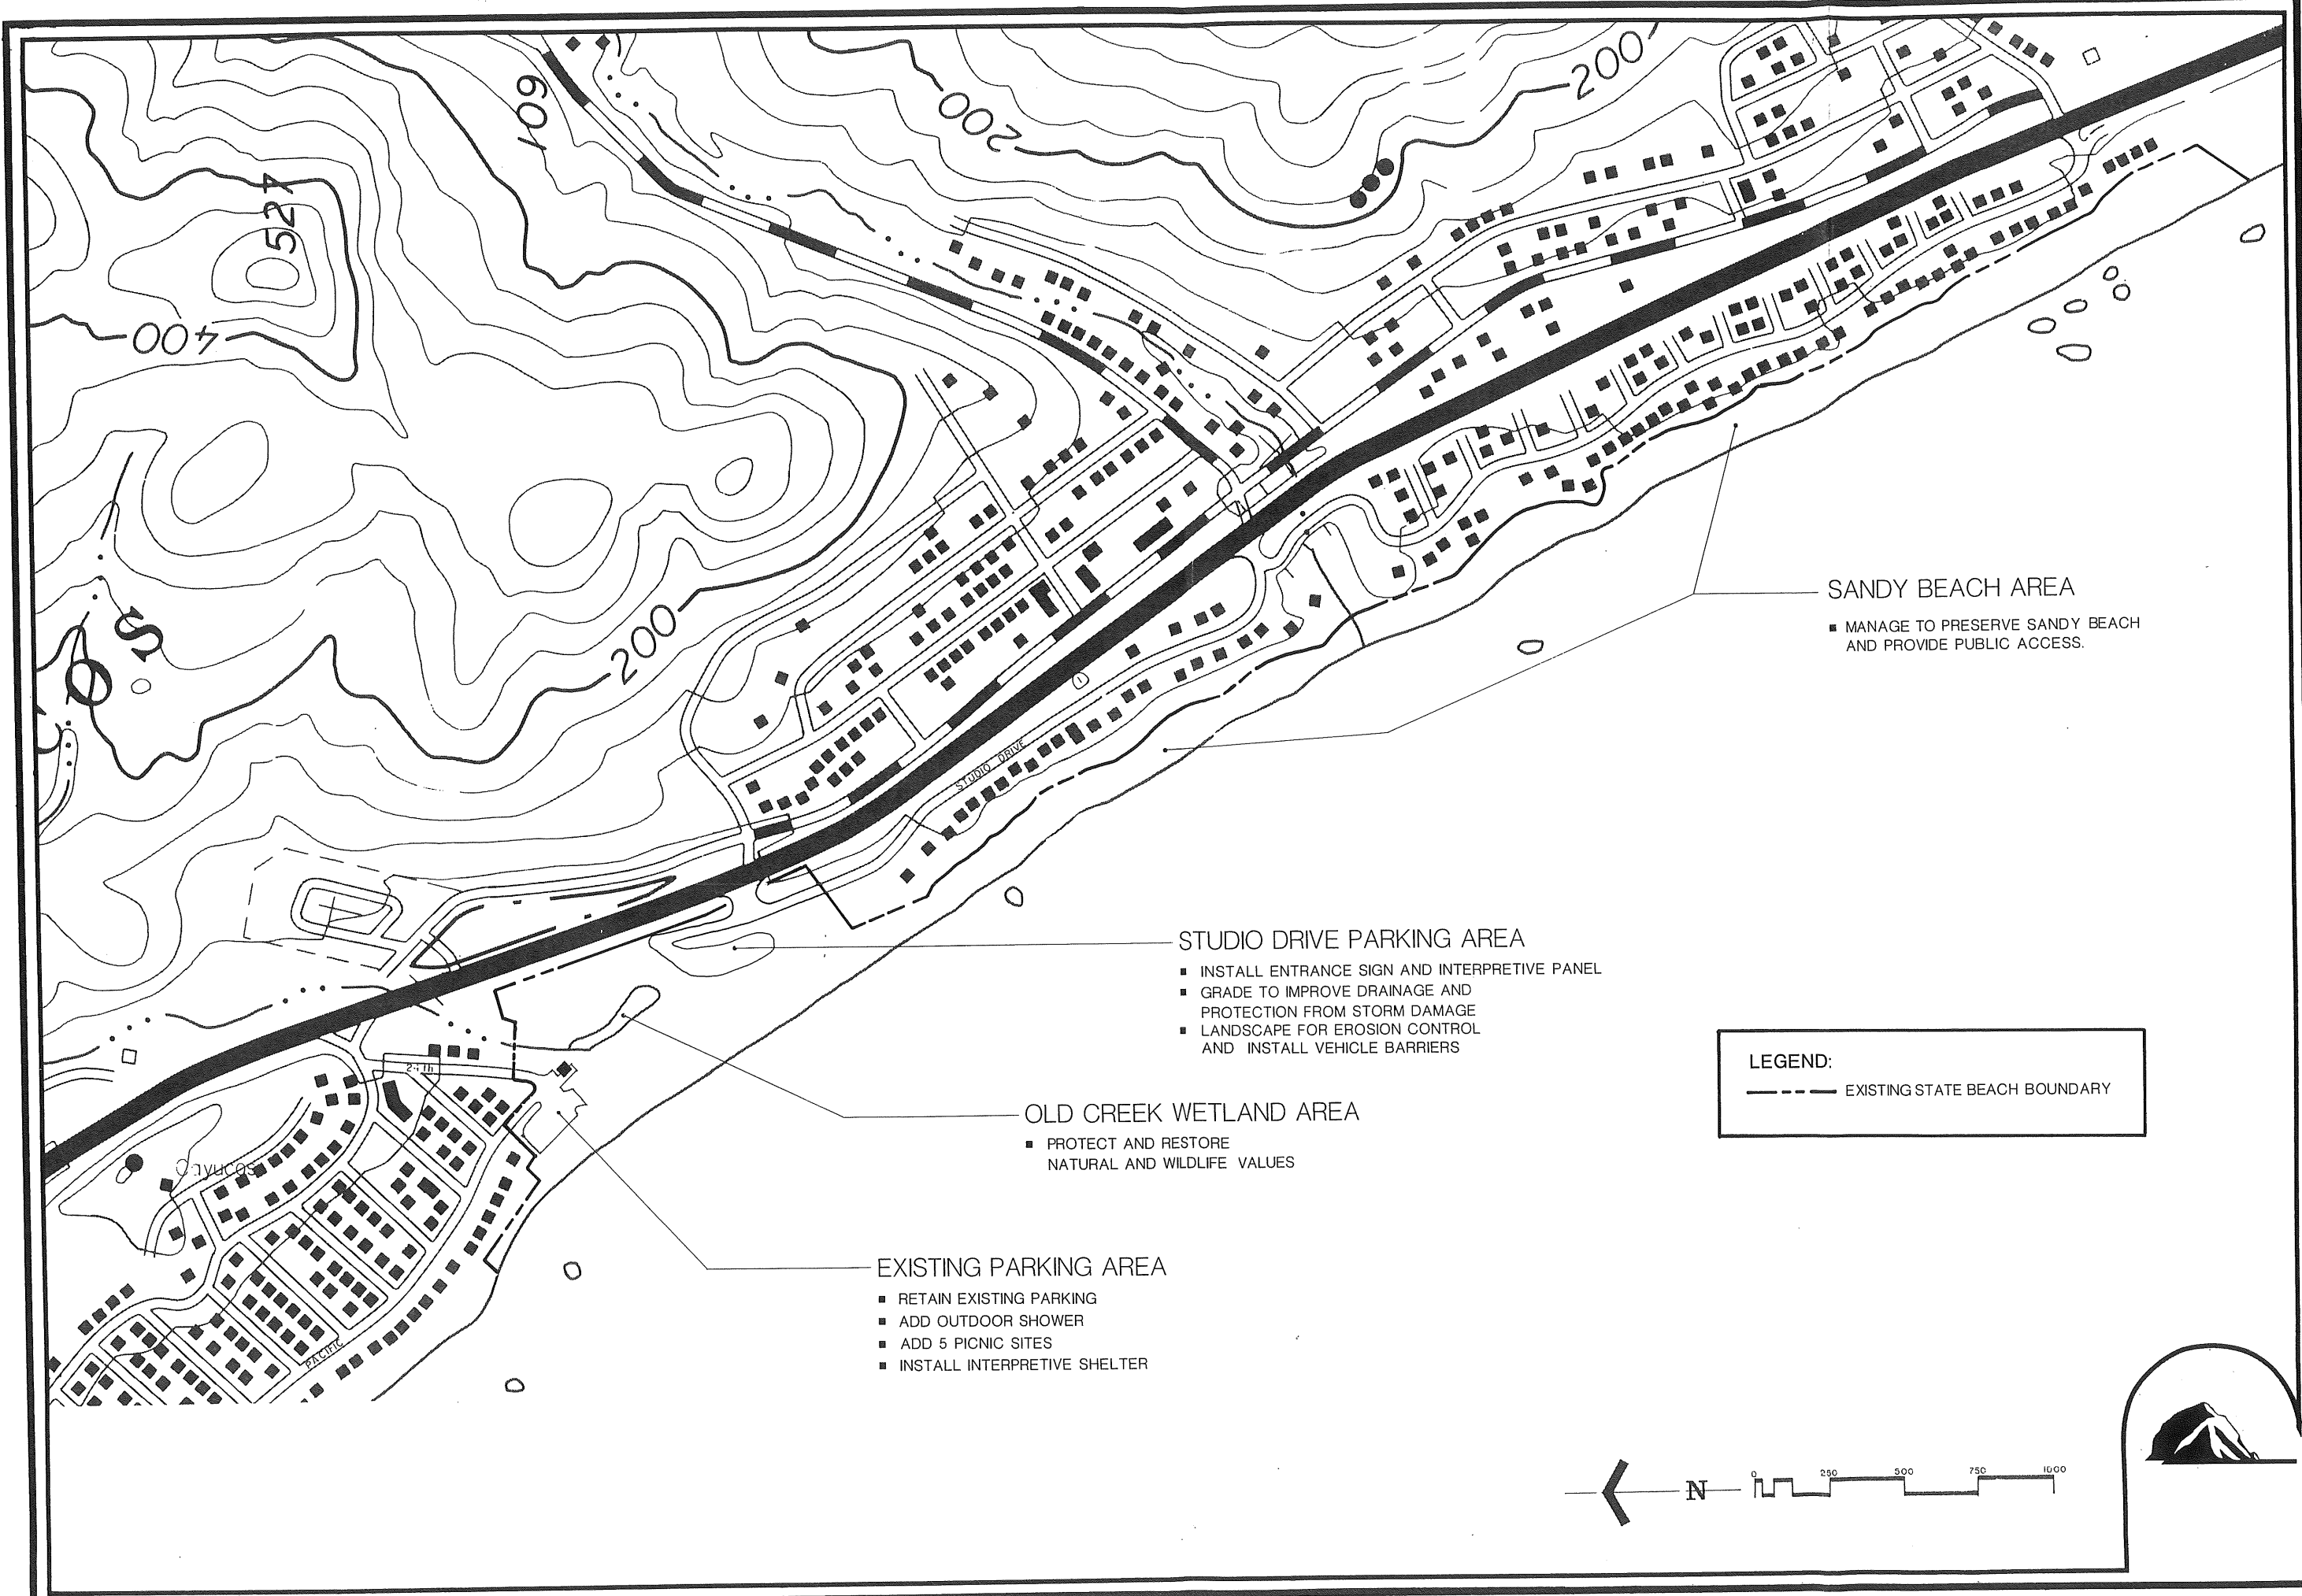 601
200
200
527
400
OS
200
SANDY BEACH AREA
MANAGE TO PRESERVE SANDY BEACH
AND PROVIDE PUBLIC ACCESS.
STUDIO DRIVE
STUDIO DRIVE PARKING AREA
INSTALL ENTRANCE SIGN AND INTERPRETIVE PANEL
GRADE TO IMPROVE DRAINAGE AND
PROTECTION FROM STORM DAMAGE
LANDSCAPE FOR EROSION CONTROL
AND INSTALL VEHICLE BARRIERS
24th
OLD CREEK WETLAND AREA
PROTECT AND RESTORE
NATURAL AND WILDLIFE VALUES
LEGEND:
EXISTING STATE BEACH BOUNDARY
Cayucos
EXISTING PARKING AREA
RETAIN EXISTING PARKING
ADD OUTDOOR SHOWER
ADD 5 PICNIC SITES
INSTALL INTERPRETIVE SHELTER
PACIFIC
N
0 250 500 750 1000